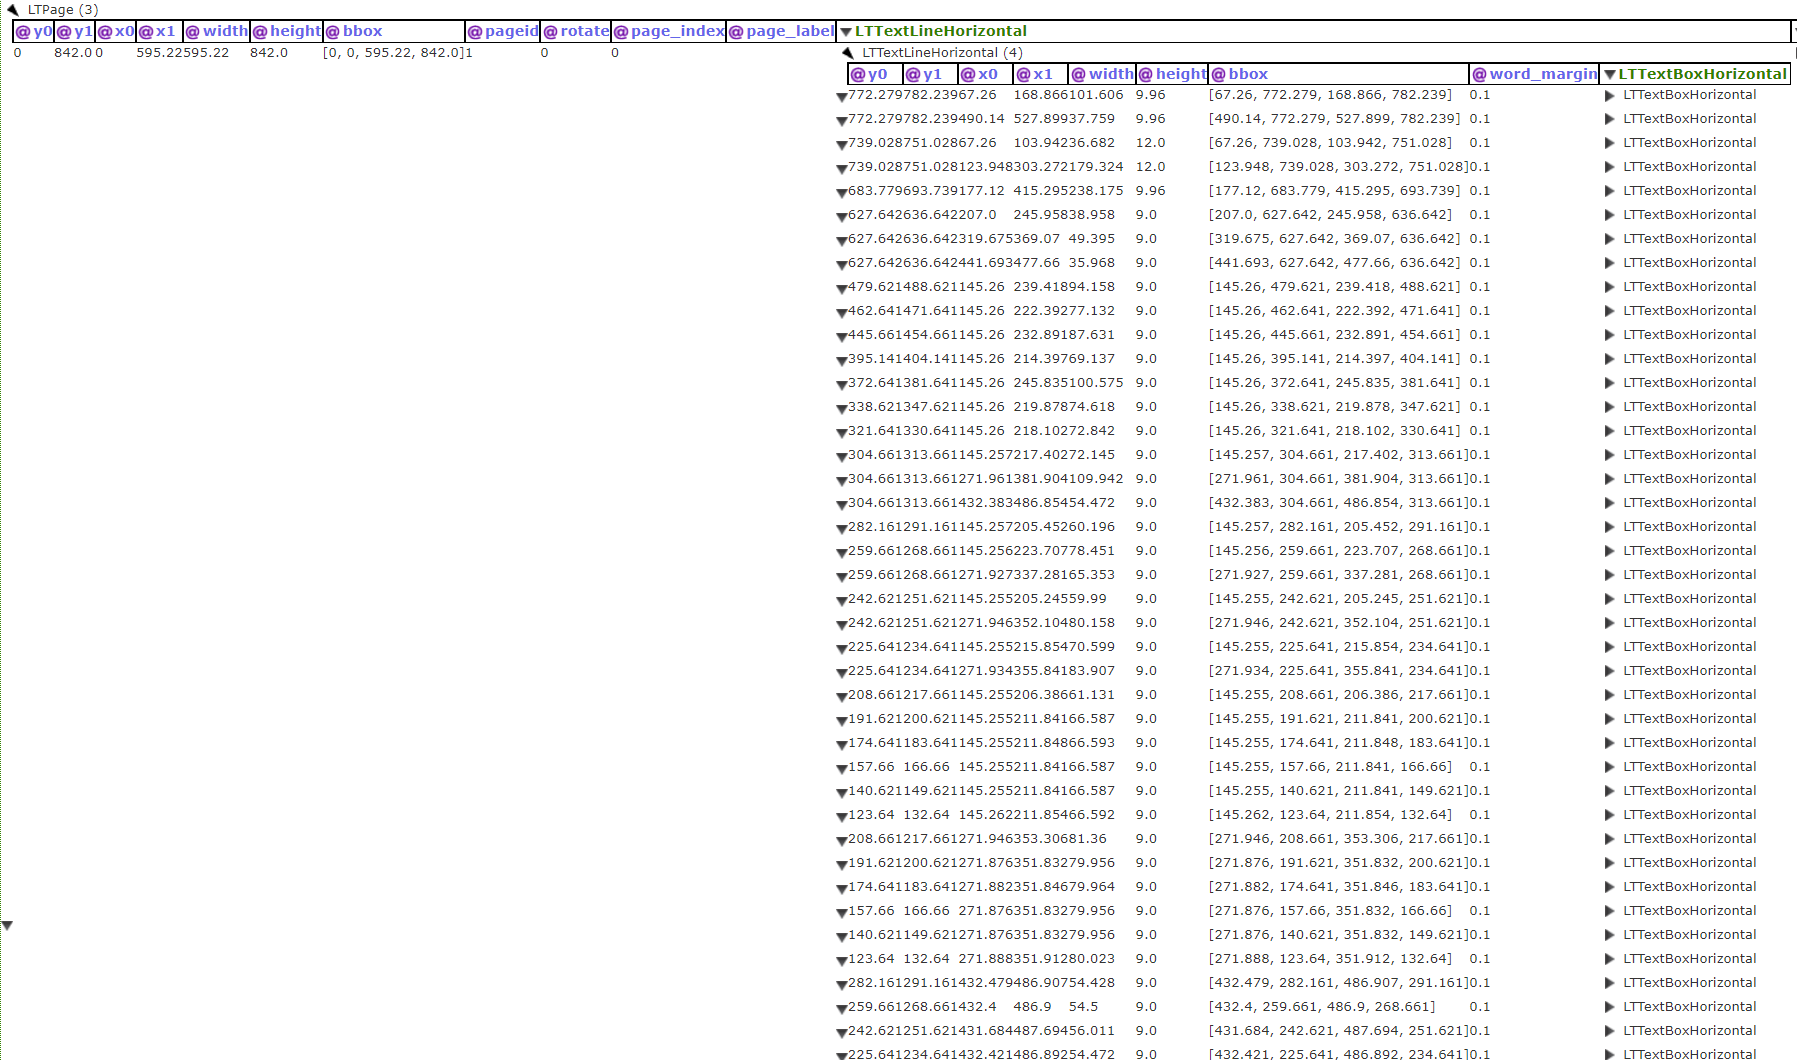 LTPage (3)
@y0 @y1 @x0 @x1 @width @height @bbox @pageid @rotate @page_index @page_label LTTextLineHorizontal
0 842.0 0 595.22 595.22 842.0 [0, 0, 595.22, 842.0] 1 0 0 LTTextLineHorizontal (4)
@y0 @y1 @x0 @x1 @width @height @bbox @word_margin LTTextBoxHorizontal
772.279 782.239 67.26 168.866 101.606 9.96 [67.26, 772.279, 168.866, 782.239] 0.1 LTTextBoxHorizontal
772.279 782.239 490.14 527.899 37.759 9.96 [490.14, 772.279, 527.899, 782.239] 0.1 LTTextBoxHorizontal
739.028 751.028 67.26 103.942 36.682 12.0 [67.26, 739.028, 103.942, 751.028] 0.1 LTTextBoxHorizontal
739.028 751.028 123.948 303.272 179.324 12.0 [123.948, 739.028, 303.272, 751.028] 0.1 LTTextBoxHorizontal
683.779 693.739 177.12 415.295 238.175 9.96 [177.12, 683.779, 415.295, 693.739] 0.1 LTTextBoxHorizontal
627.642 636.642 207.0 245.958 38.958 9.0 [207.0, 627.642, 245.958, 636.642] 0.1 LTTextBoxHorizontal
627.642 636.642 319.675 369.07 49.395 9.0 [319.675, 627.642, 369.07, 636.642] 0.1 LTTextBoxHorizontal
627.642 636.642 441.693 477.66 35.968 9.0 [441.693, 627.642, 477.66, 636.642] 0.1 LTTextBoxHorizontal
479.621 488.621 145.26 239.418 94.158 9.0 [145.26, 479.621, 239.418, 488.621] 0.1 LTTextBoxHorizontal
462.641 471.641 145.26 222.392 77.132 9.0 [145.26, 462.641, 222.392, 471.641] 0.1 LTTextBoxHorizontal
445.661 454.661 145.26 232.891 87.631 9.0 [145.26, 445.661, 232.891, 454.661] 0.1 LTTextBoxHorizontal
395.141 404.141 145.26 214.397 69.137 9.0 [145.26, 395.141, 214.397, 404.141] 0.1 LTTextBoxHorizontal
372.641 381.641 145.26 245.835 100.575 9.0 [145.26, 372.641, 245.835, 381.641] 0.1 LTTextBoxHorizontal
338.621 347.621 145.26 219.878 74.618 9.0 [145.26, 338.621, 219.878, 347.621] 0.1 LTTextBoxHorizontal
321.641 330.641 145.26 218.102 72.842 9.0 [145.26, 321.641, 218.102, 330.641] 0.1 LTTextBoxHorizontal
304.661 313.661 145.257 217.402 72.145 9.0 [145.257, 304.661, 217.402, 313.661] 0.1 LTTextBoxHorizontal
304.661 313.661 271.961 381.904 109.942 9.0 [271.961, 304.661, 381.904, 313.661] 0.1 LTTextBoxHorizontal
304.661 313.661 432.383 486.854 54.472 9.0 [432.383, 304.661, 486.854, 313.661] 0.1 LTTextBoxHorizontal
282.161 291.161 145.257 205.452 60.196 9.0 [145.257, 282.161, 205.452, 291.161] 0.1 LTTextBoxHorizontal
259.661 268.661 145.256 223.707 78.451 9.0 [145.256, 259.661, 223.707, 268.661] 0.1 LTTextBoxHorizontal
259.661 268.661 271.927 337.281 65.353 9.0 [271.927, 259.661, 337.281, 268.661] 0.1 LTTextBoxHorizontal
242.621 251.621 145.255 205.245 59.99 9.0 [145.255, 242.621, 205.245, 251.621] 0.1 LTTextBoxHorizontal
242.621 251.621 271.946 352.104 80.158 9.0 [271.946, 242.621, 352.104, 251.621] 0.1 LTTextBoxHorizontal
225.641 234.641 145.255 215.854 70.599 9.0 [145.255, 225.641, 215.854, 234.641] 0.1 LTTextBoxHorizontal
225.641 234.641 271.934 355.841 83.907 9.0 [271.934, 225.641, 355.841, 234.641] 0.1 LTTextBoxHorizontal
208.661 217.661 145.255 206.386 61.131 9.0 [145.255, 208.661, 206.386, 217.661] 0.1 LTTextBoxHorizontal
191.621 200.621 145.255 211.841 66.587 9.0 [145.255, 191.621, 211.841, 200.621] 0.1 LTTextBoxHorizontal
174.641 183.641 145.255 211.848 66.593 9.0 [145.255, 174.641, 211.848, 183.641] 0.1 LTTextBoxHorizontal
157.66 166.66 145.255 211.841 66.587 9.0 [145.255, 157.66, 211.841, 166.66] 0.1 LTTextBoxHorizontal
140.621 149.621 145.255 211.841 66.587 9.0 [145.255, 140.621, 211.841, 149.621] 0.1 LTTextBoxHorizontal
123.64 132.64 145.262 211.854 66.592 9.0 [145.262, 123.64, 211.854, 132.64] 0.1 LTTextBoxHorizontal
208.661 217.661 271.946 353.306 81.36 9.0 [271.946, 208.661, 353.306, 217.661] 0.1 LTTextBoxHorizontal
191.621 200.621 271.876 351.832 79.956 9.0 [271.876, 191.621, 351.832, 200.621] 0.1 LTTextBoxHorizontal
174.641 183.641 271.882 351.846 79.964 9.0 [271.882, 174.641, 351.846, 183.641] 0.1 LTTextBoxHorizontal
157.66 166.66 271.876 351.832 79.956 9.0 [271.876, 157.66, 351.832, 166.66] 0.1 LTTextBoxHorizontal
140.621 149.621 271.876 351.832 79.956 9.0 [271.876, 140.621, 351.832, 149.621] 0.1 LTTextBoxHorizontal
123.64 132.64 271.888 351.912 80.023 9.0 [271.888, 123.64, 351.912, 132.64] 0.1 LTTextBoxHorizontal
282.161 291.161 432.479 486.907 54.428 9.0 [432.479, 282.161, 486.907, 291.161] 0.1 LTTextBoxHorizontal
259.661 268.661 432.4 486.9 54.5 9.0 [432.4, 259.661, 486.9, 268.661] 0.1 LTTextBoxHorizontal
242.621 251.621 431.684 487.694 56.011 9.0 [431.684, 242.621, 487.694, 251.621] 0.1 LTTextBoxHorizontal
225.641 234.641 432.421 486.892 54.472 9.0 [432.421, 225.641, 486.892, 234.641] 0.1 LTTextBoxHorizontal